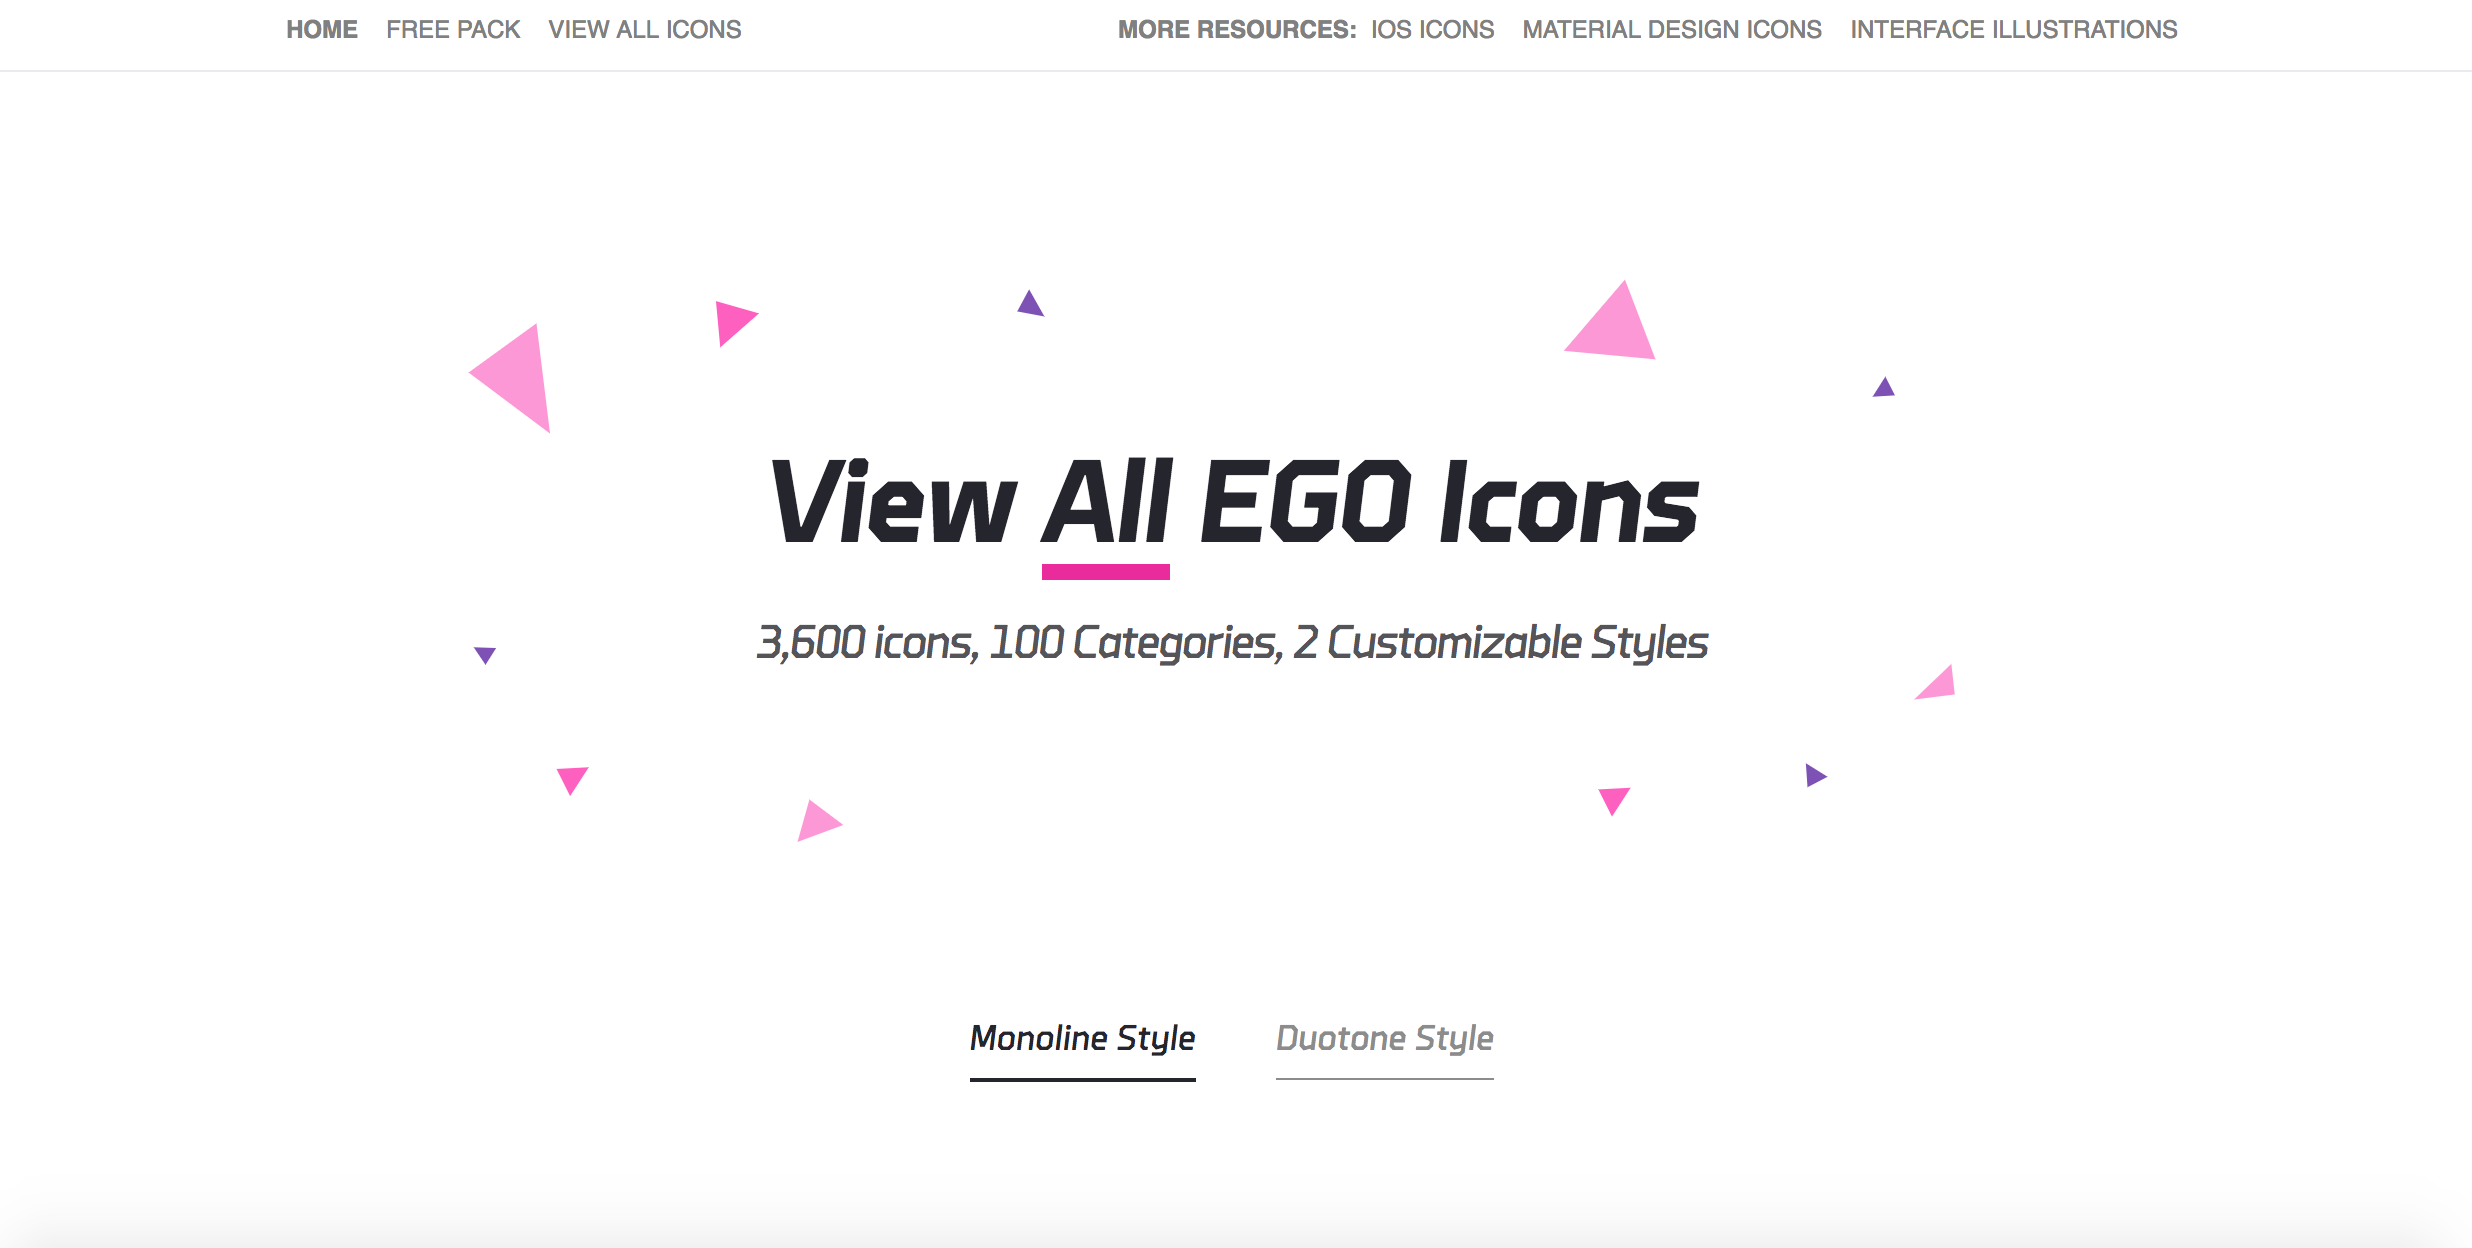 HOME FREE PACK VIEW ALL ICONS MORE RESOURCES: IOS ICONS MATERIAL DESIGN ICONS INTERFACE ILLUSTRATIONS
View All EGO Icons
3,600 icons, 100 Categories, 2 Customizable Styles
Monoline Style Duotone Style